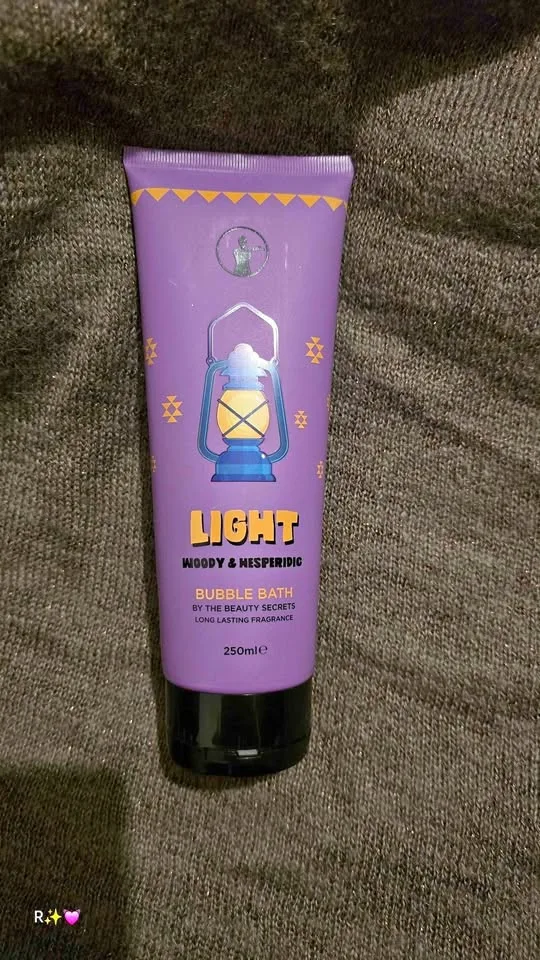 LIGHT
WOODY & HESPERIDIC
BUBBLE BATH
BY THE BEAUTY SECRETS
LONG LASTING FRAGRANCE
250ml℮
R✨💓